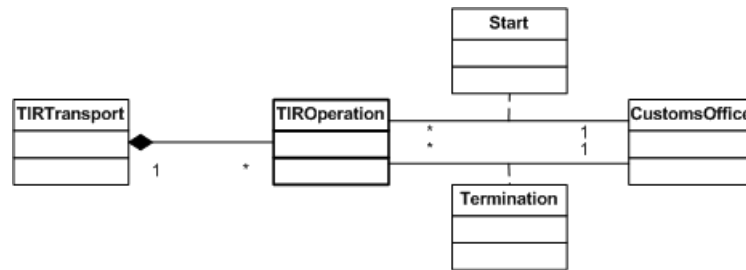 Start
TIRTransport
TIROperation
CustomsOffice
* 1
* 1
1 *
Termination